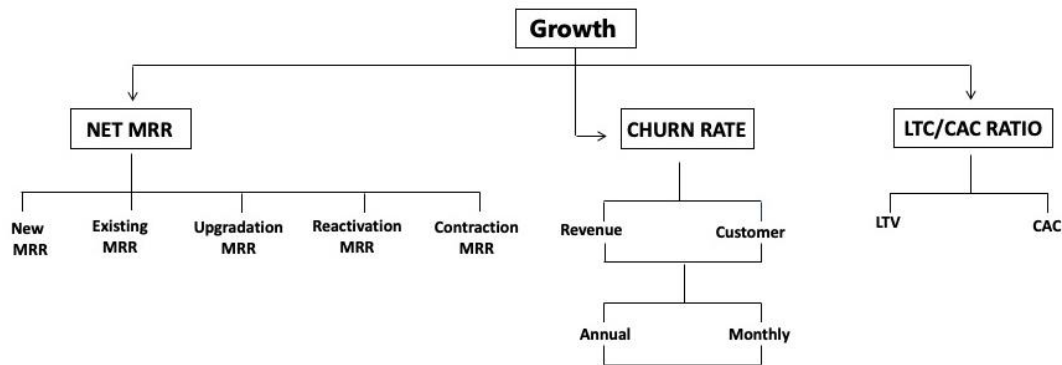 Growth
NET MRR
CHURN RATE
LTC/CAC RATIO
New
MRR
Existing
MRR
Upgradation
MRR
Reactivation
MRR
Contraction
MRR
Revenue
Customer
LTV
CAC
Annual
Monthly